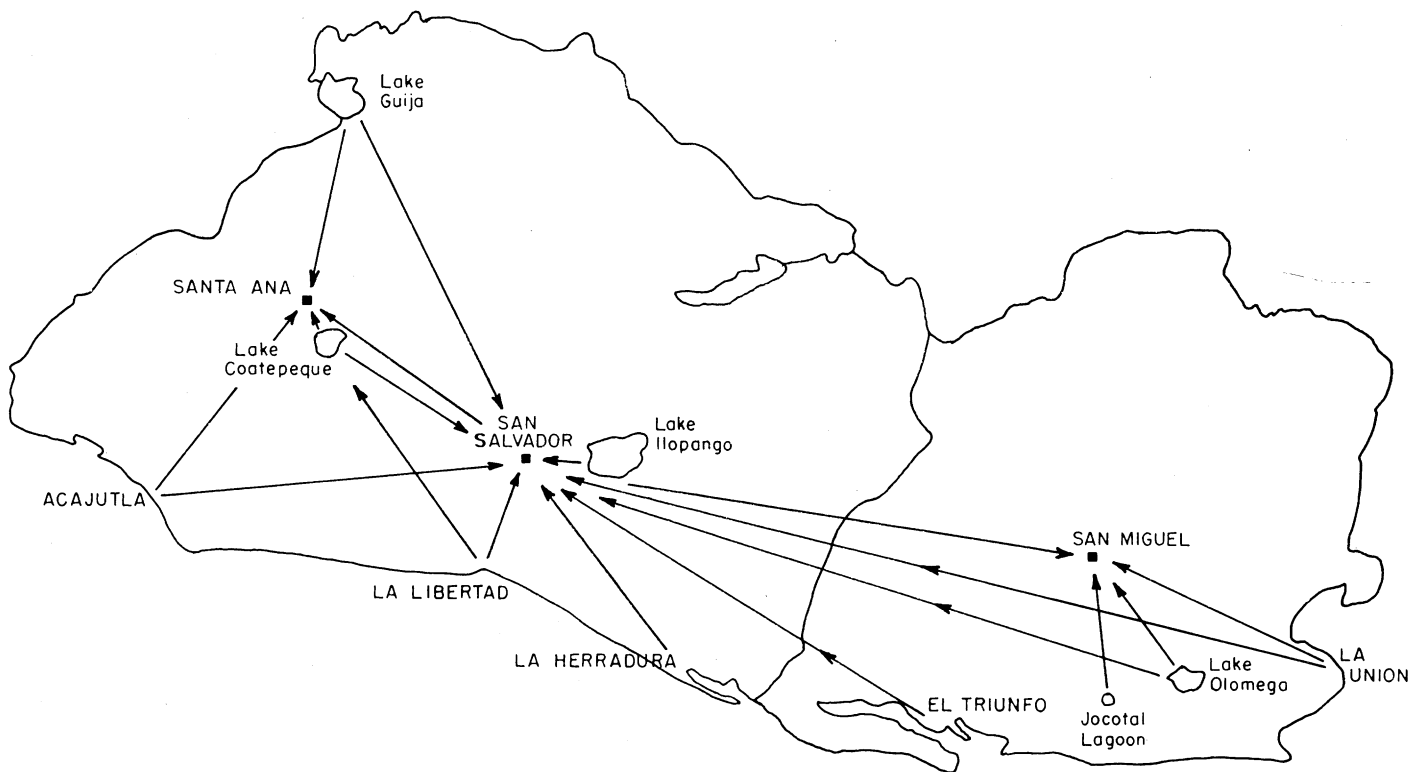 Lake
Guija
SANTA ANA
Lake
Coatepeque
SAN
SALVADOR
Lake
Ilopango
ACAJUTLA
SAN MIGUEL
LA LIBERTAD
LA HERRADURA
LA
UNION
Lake
Olomega
EL TRIUNFO
Jocotal
Lagoon